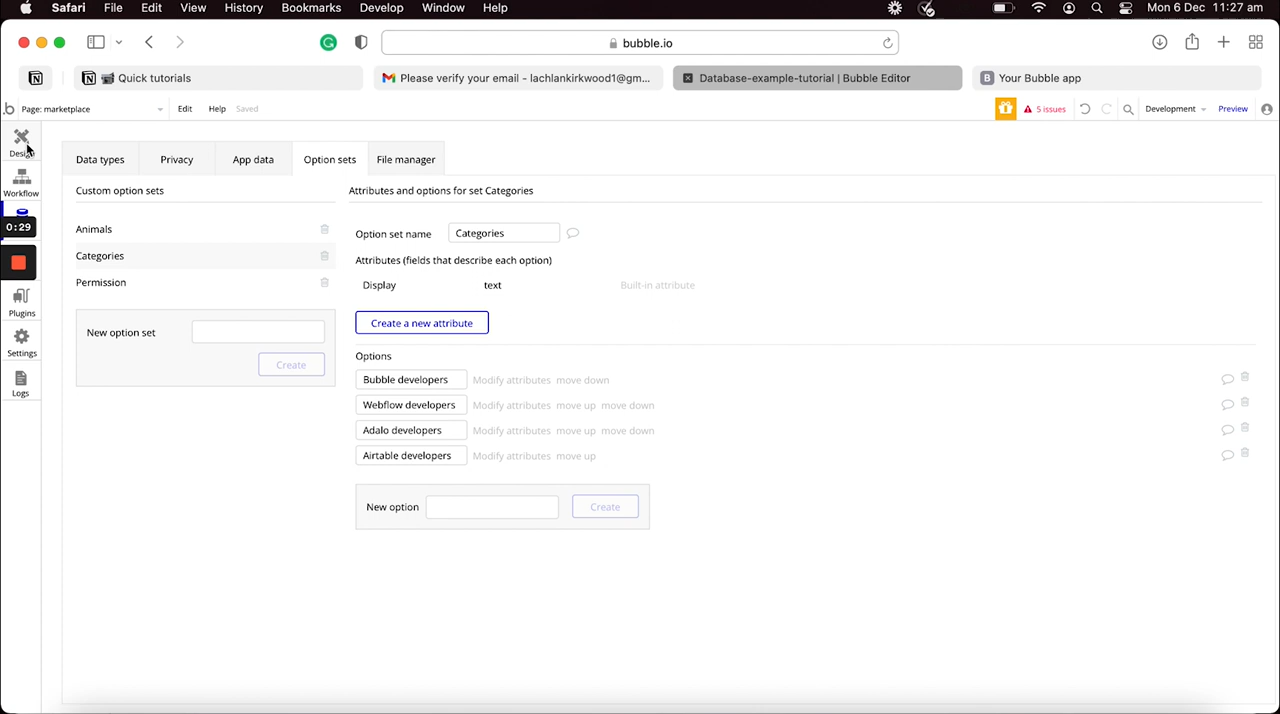 Safari File Edit View History Bookmarks Develop Window Help Mon 6 Dec 11:27 am
bubble.io
Quick tutorials Please verify your email - lachlankirkwood1@gm... Database-example-tutorial | Bubble Editor B Your Bubble app
b Page: marketplace Edit Help Saved 5 issues Development Preview
Design
Data types Privacy App data Option sets File manager
Workflow
Custom option sets Attributes and options for set Categories
0:29
Animals Option set name Categories
Categories Attributes (fields that describe each option)
Permission Display text Built-in attribute
Plugins
New option set Create a new attribute
Settings
Create Options
Logs
Bubble developers Modify attributes move down
Webflow developers Modify attributes move up move down
Adalo developers Modify attributes move up move down
Airtable developers Modify attributes move up
New option Create